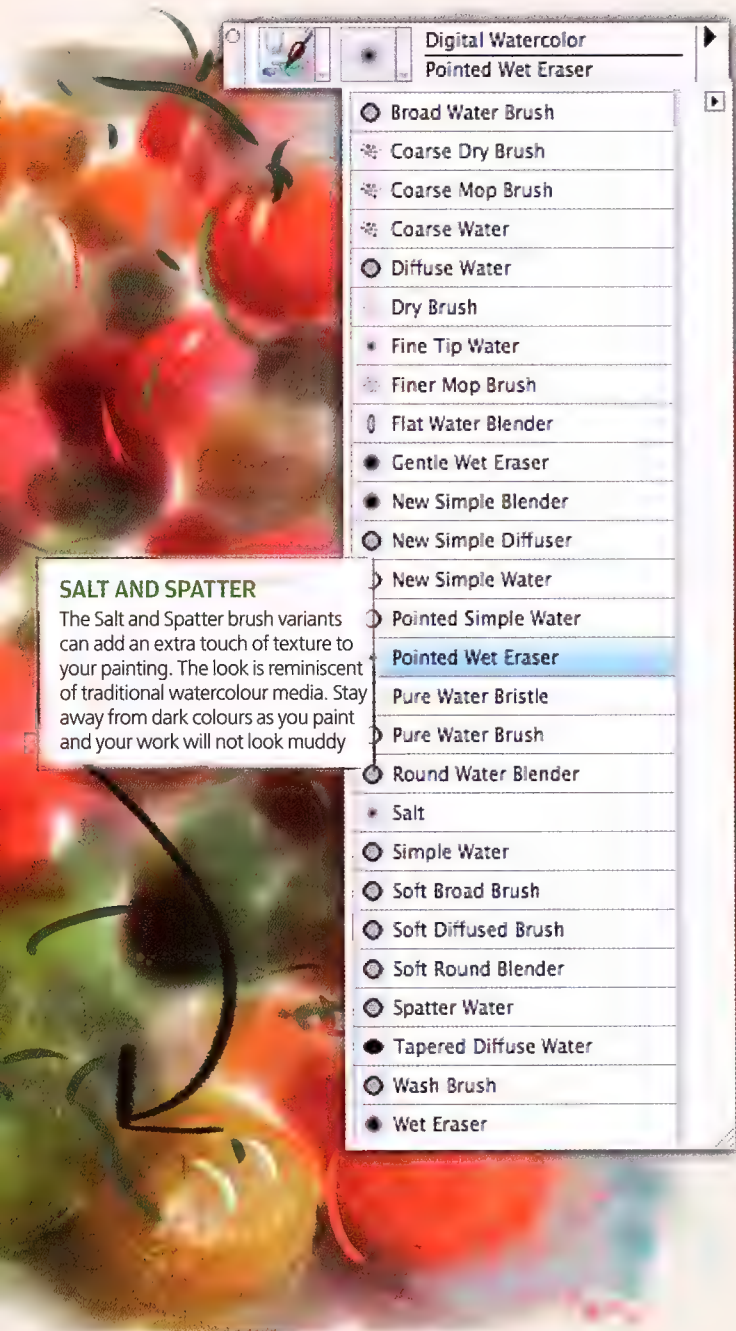 Digital Watercolor
Pointed Wet Eraser
Broad Water Brush
Coarse Dry Brush
Coarse Mop Brush
Coarse Water
Diffuse Water
Dry Brush
Fine Tip Water
Finer Mop Brush
Flat Water Blender
Gentle Wet Eraser
New Simple Blender
New Simple Diffuser
New Simple Water
Pointed Simple Water
Pointed Wet Eraser
Pure Water Bristle
Pure Water Brush
Round Water Blender
Salt
Simple Water
Soft Broad Brush
Soft Diffused Brush
Soft Round Blender
Spatter Water
Tapered Diffuse Water
Wash Brush
Wet Eraser
SALT AND SPATTER
The Salt and Spatter brush variants
can add an extra touch of texture to
your painting. The look is reminiscent
of traditional watercolour media. Stay
away from dark colours as you paint
and your work will not look muddy